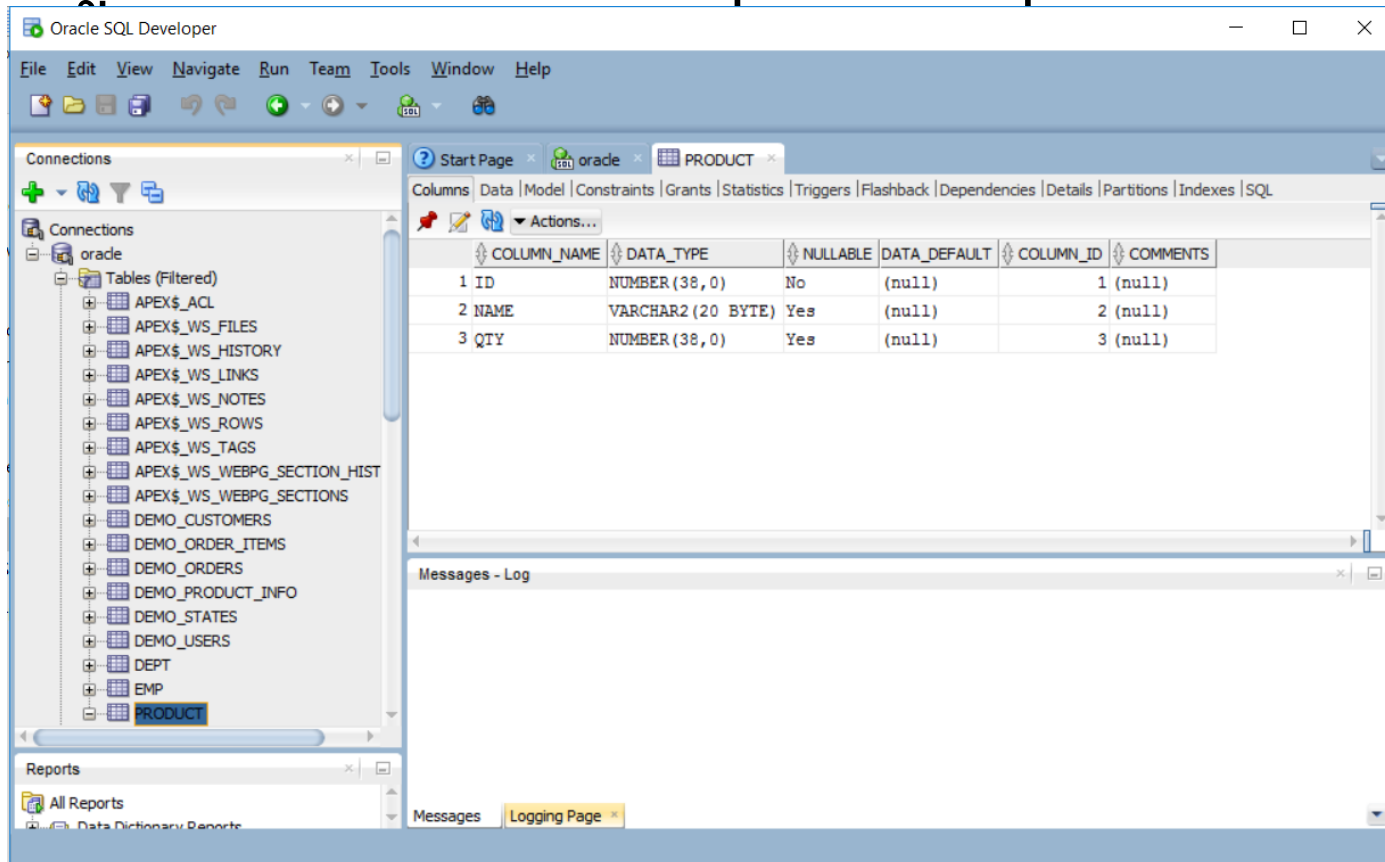 Oracle SQL Developer
File Edit View Navigate Run Team Tools Window Help
Connections
Connections
oracle
Tables (Filtered)
APEX$_ACL
APEX$_WS_FILES
APEX$_WS_HISTORY
APEX$_WS_LINKS
APEX$_WS_NOTES
APEX$_WS_ROWS
APEX$_WS_TAGS
APEX$_WS_WEBPG_SECTION_HIST
APEX$_WS_WEBPG_SECTIONS
DEMO_CUSTOMERS
DEMO_ORDER_ITEMS
DEMO_ORDERS
DEMO_PRODUCT_INFO
DEMO_STATES
DEMO_USERS
DEPT
EMP
PRODUCT
Reports
All Reports
Data Dictionary Reports
Start Page oracle PRODUCT
Columns Data |Model |Constraints |Grants |Statistics |Triggers |Flashback |Dependencies |Details |Partitions |Indexes |SQL
Actions...
COLUMN_NAME DATA_TYPE NULLABLE DATA_DEFAULT COLUMN_ID COMMENTS
1 ID NUMBER(38,0) No (null) 1 (null)
2 NAME VARCHAR2(20 BYTE) Yes (null) 2 (null)
3 QTY NUMBER(38,0) Yes (null) 3 (null)
Messages - Log
Messages Logging Page